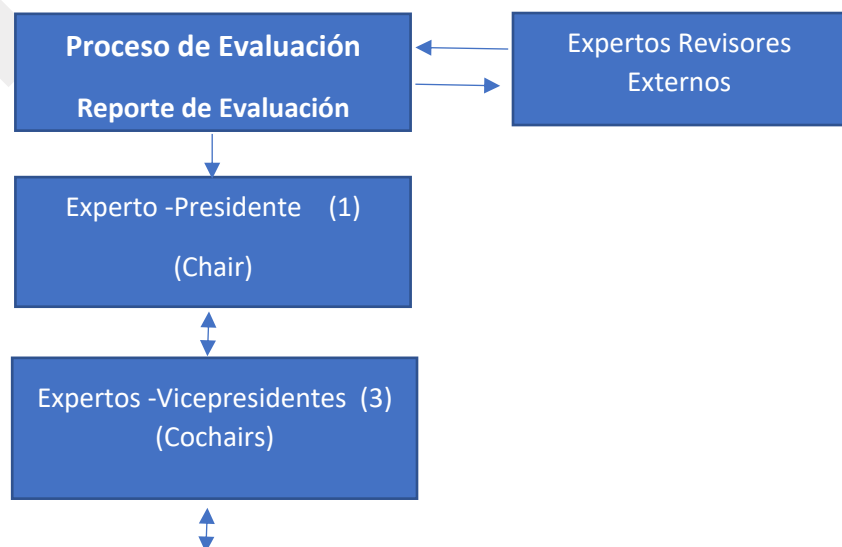 Proceso de Evaluación
Reporte de Evaluación
Expertos Revisores
Externos
Experto -Presidente (1)
(Chair)
Expertos -Vicepresidentes (3)
(Cochairs)